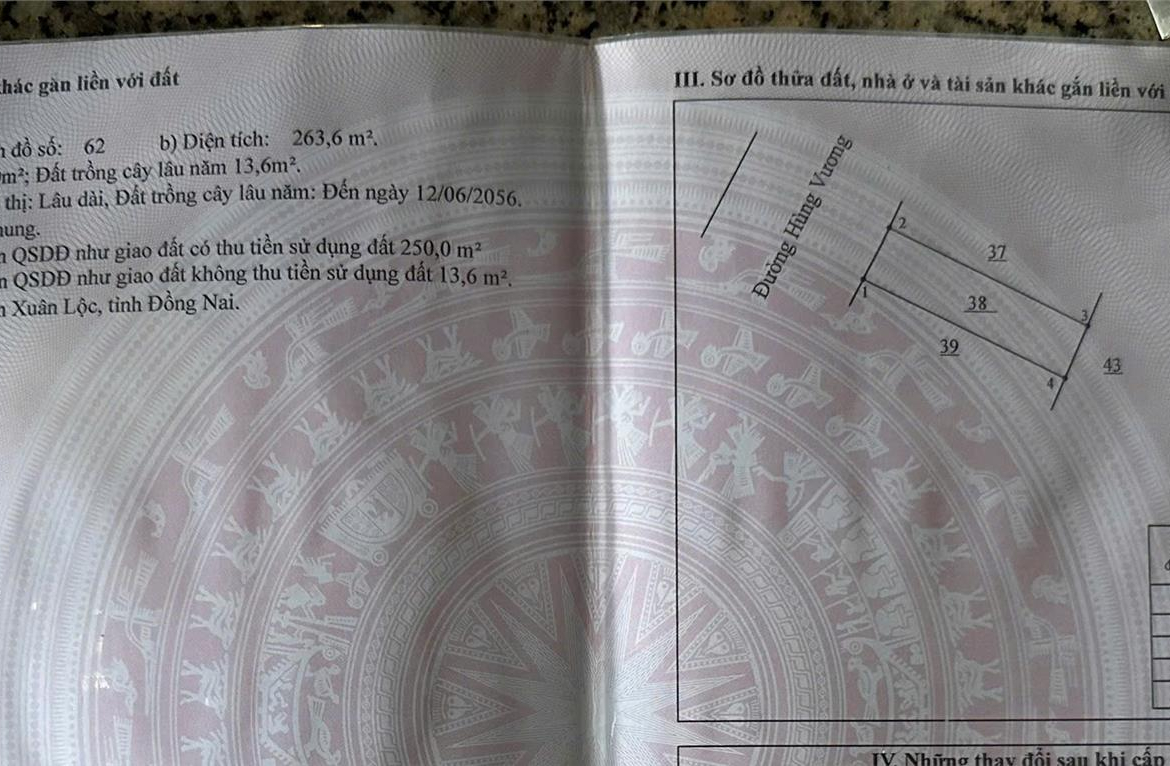 khác gắn liền với đất
đồ số: 62 b) Diện tích: 263,6 m².
m²; Đất trồng cây lâu năm 13,6m².
thị: Lâu dài, Đất trồng cây lâu năm: Đến ngày 12/06/2056.
QSDĐ như giao đất có thu tiền sử dụng đất 250,0 m²
QSDĐ như giao đất không thu tiền sử dụng đất 13,6 m².
Xuân Lộc, tỉnh Đồng Nai.
III. Sơ đồ thửa đất, nhà ở và tài sản khác gắn liền với
Đường Hùng Vương
2
37
1
38
3
39
43
4
IV. Những thay đổi sau khi cấp